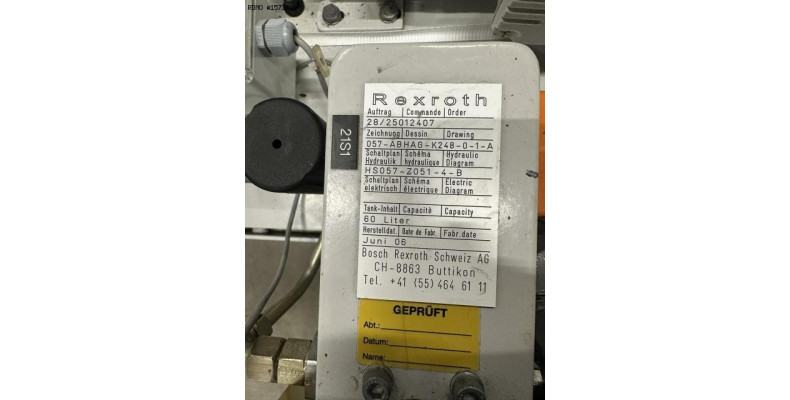 Rexroth
Auftrag | Commande | Order
28/25012407
Zeichnung | Dessin | Drawing
057-ABHAG-K248-0-1-A
Schaltplan | Schéma | Hydraulic
Hydraulik | hydraulique | Diagram
HS057-Z051-4-B
Schaltplan | Schéma | Electric
elektrisch | électrique | Diagram
Tank-Inhalt | Capacité | Capacity
60 Liter
Herstelldat. | Date de Fabr. | Fabr. date
Juni 06
Bosch Rexroth Schweiz AG
CH-8863 Buttikon
Tel. +41 (55) 464 61 11
21S1
GEPRÜFT
Abt.:
Datum:
Name: